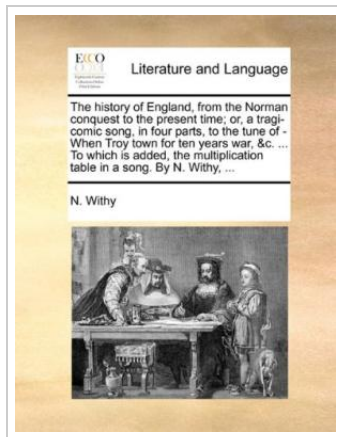 ECCO
Literature and Language
The history of England, from the Norman
conquest to the present time; or, a tragi-
comic song, in four parts, to the tune of -
When Troy town for ten years war, &c. ...
To which is added, the multiplication
table in a song. By N. Withy, ...
N. Withy